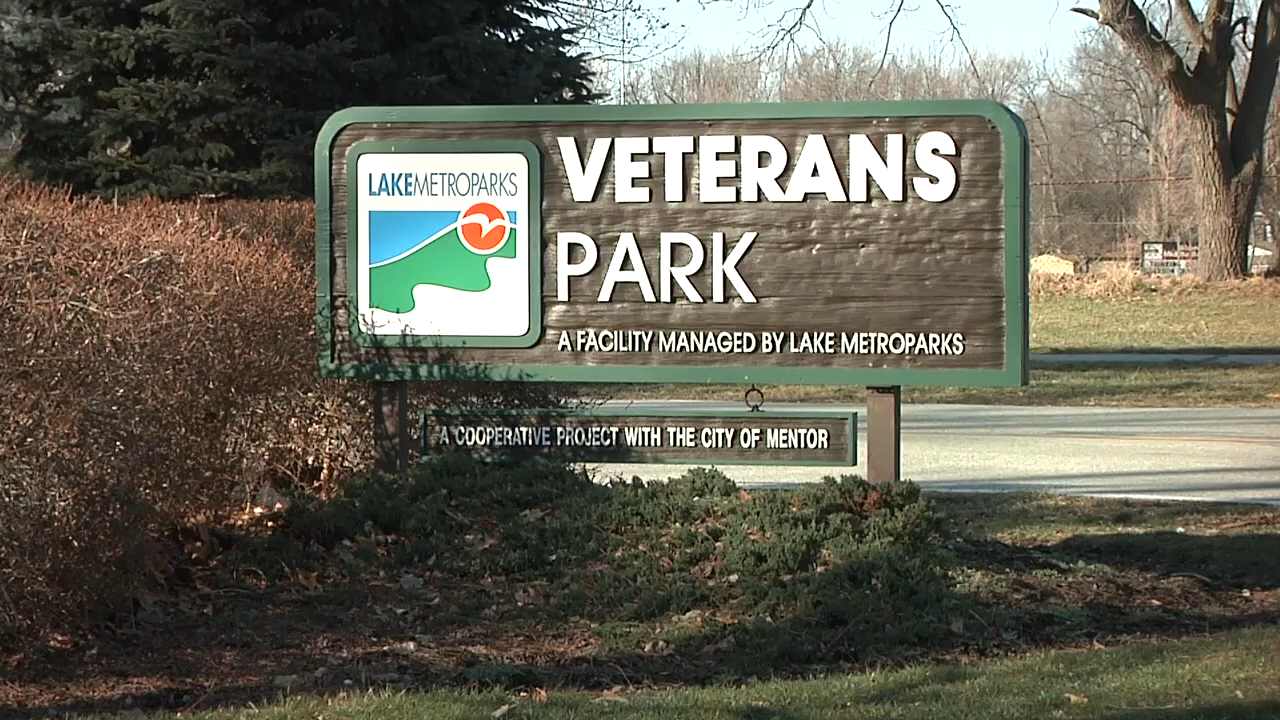 LAKEMETROPARKS
VETERANS
PARK
A FACILITY MANAGED BY LAKE METROPARKS
A COOPERATIVE PROJECT WITH THE CITY OF MENTOR